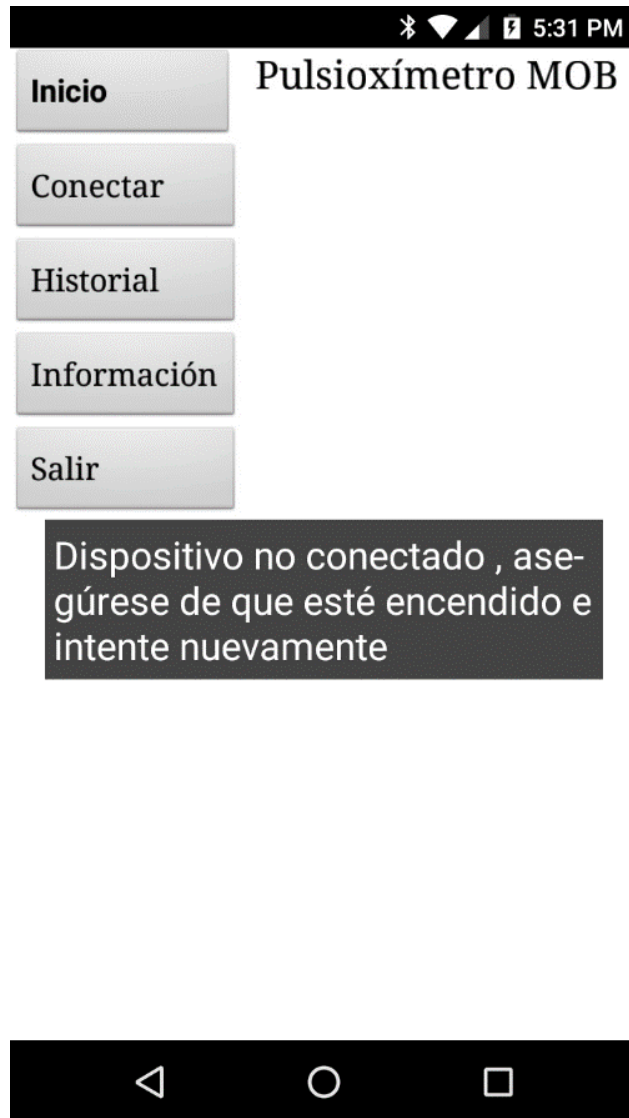 5:31 PM
Inicio
Pulsioxímetro MOB
Conectar
Historial
Información
Salir
Dispositivo no conectado , ase-
gúrese de que esté encendido e
intente nuevamente